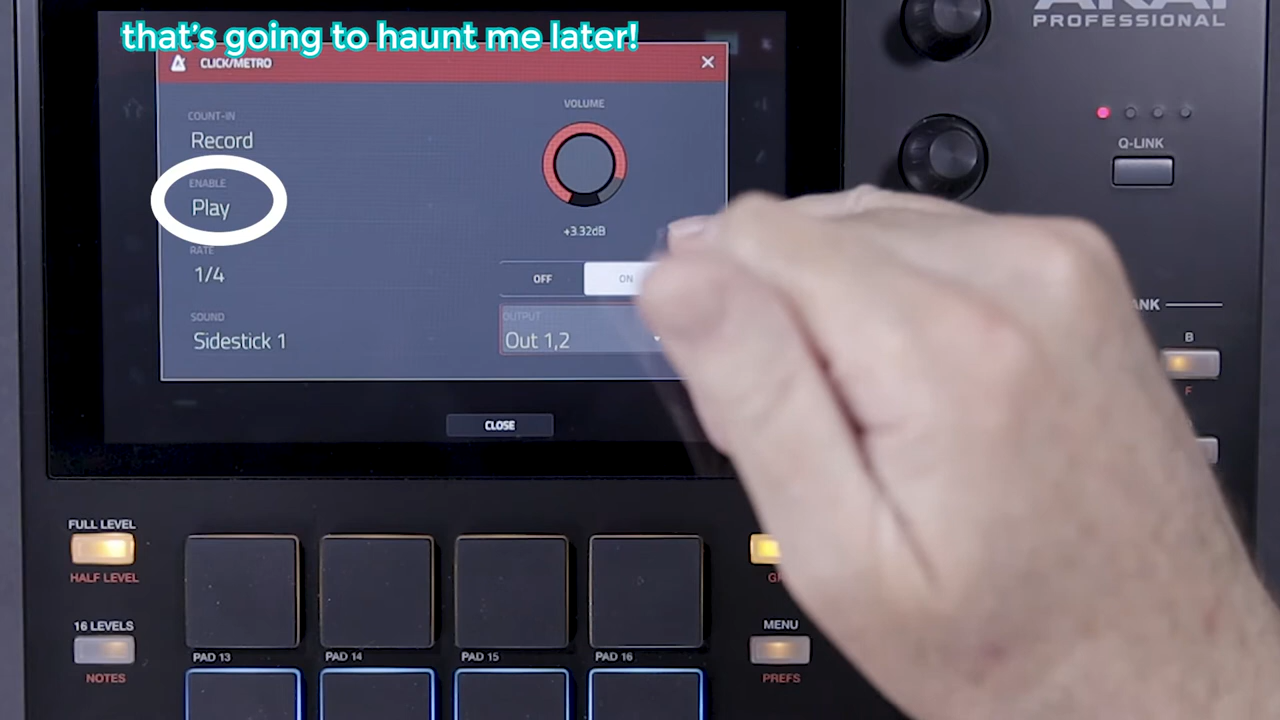 that's going to haunt me later!
AKAI
PROFESSIONAL
CLICK/METRO
COUNT-IN
Record
VOLUME
ENABLE
Play
+3.32dB
RATE
1/4
OFF
ON
SOUND
Sidestick 1
OUTPUT
Out 1,2
CLOSE
Q-LINK
B
F
FULL LEVEL
HALF LEVEL
16 LEVELS
NOTES
PAD 13
PAD 14
PAD 15
PAD 16
MENU
PREFS